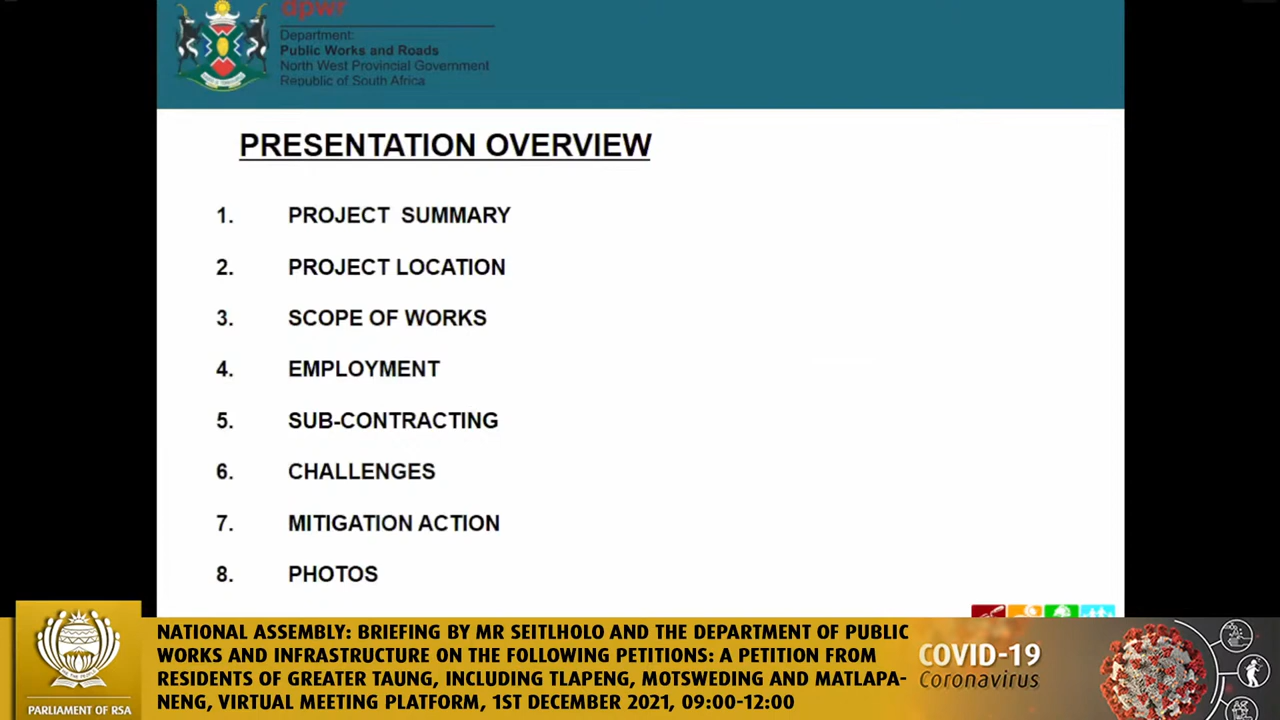 dpwr
Department:
Public Works and Roads
North West Provincial Government
Republic of South Africa
PRESENTATION OVERVIEW
1. PROJECT SUMMARY
2. PROJECT LOCATION
3. SCOPE OF WORKS
4. EMPLOYMENT
5. SUB-CONTRACTING
6. CHALLENGES
7. MITIGATION ACTION
8. PHOTOS
NATIONAL ASSEMBLY: BRIEFING BY MR SEITLHOLO AND THE DEPARTMENT OF PUBLIC
WORKS AND INFRASTRUCTURE ON THE FOLLOWING PETITIONS: A PETITION FROM
RESIDENTS OF GREATER TAUNG, INCLUDING TLAPENG, MOTSWEDING AND MATLAPA-
NENG, VIRTUAL MEETING PLATFORM, 1ST DECEMBER 2021, 09:00-12:00
PARLIAMENT OF RSA
COVID-19
Coronavirus